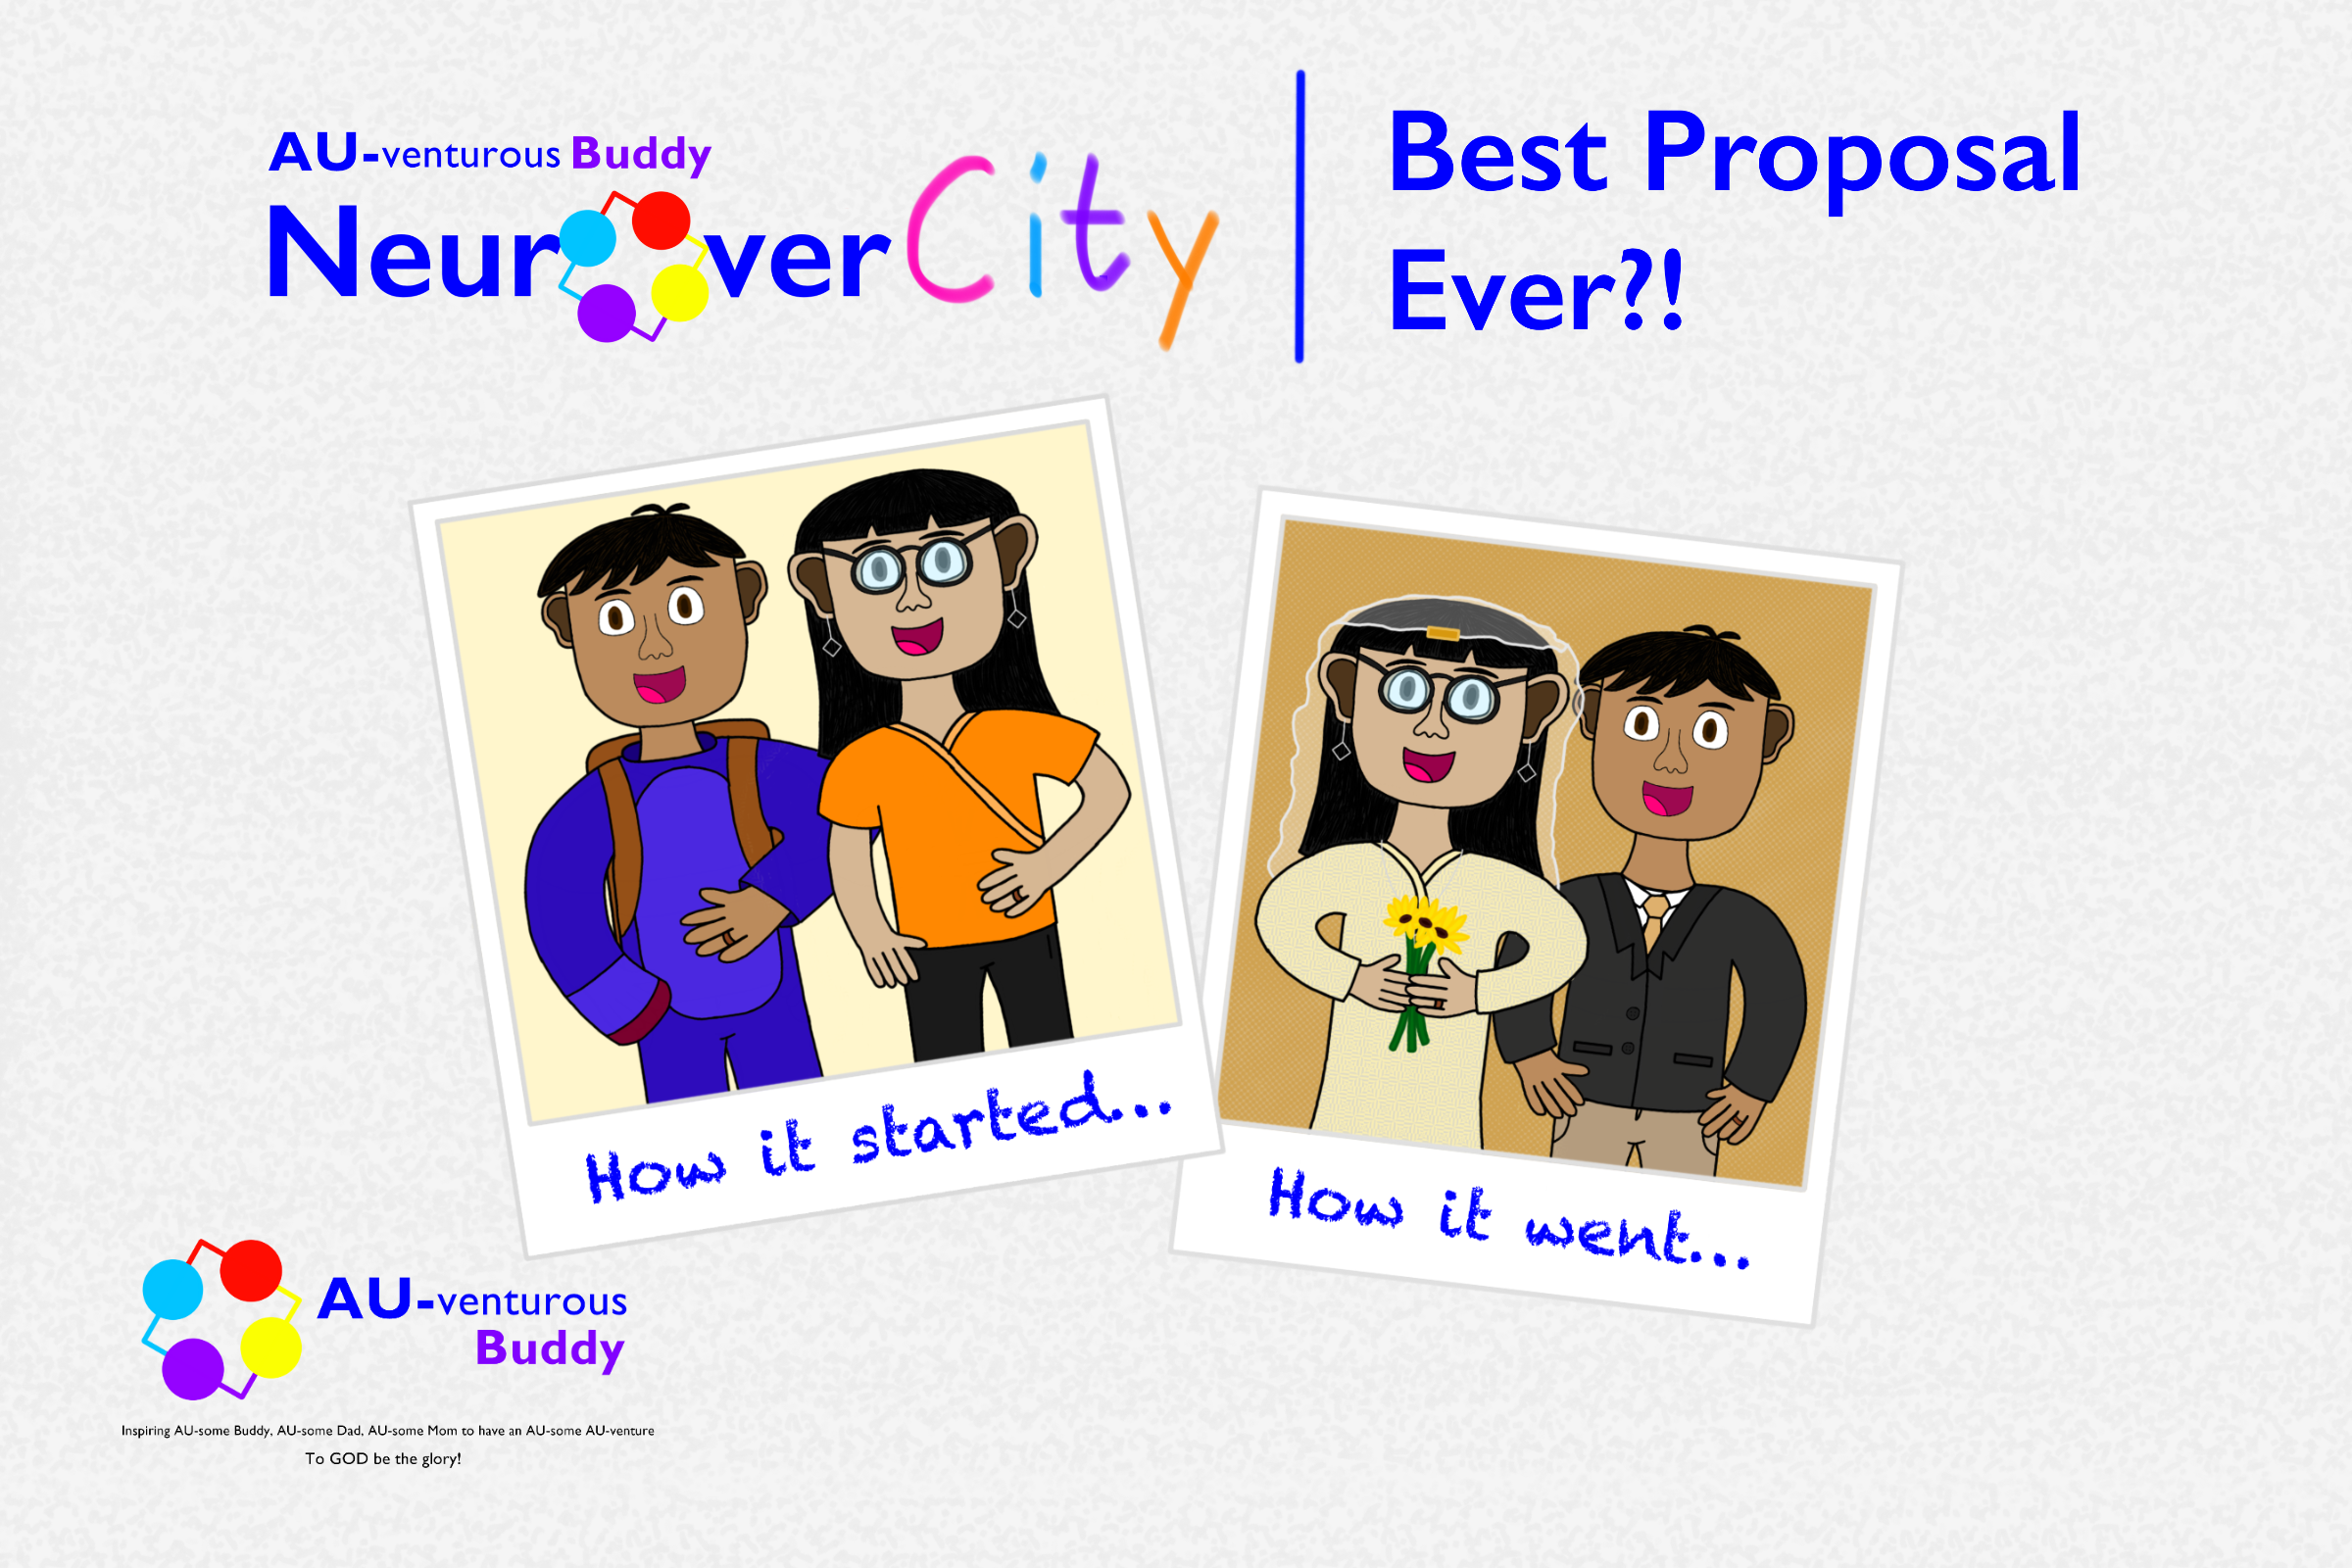 AU-venturous Buddy
NeuroverCity
Best Proposal
Ever?!
How it started...
How it went...
AU-venturous
Buddy
Inspiring AU-some Buddy, AU-some Dad, AU-some Mom to have an AU-some AU-venture
To GOD be the glory!